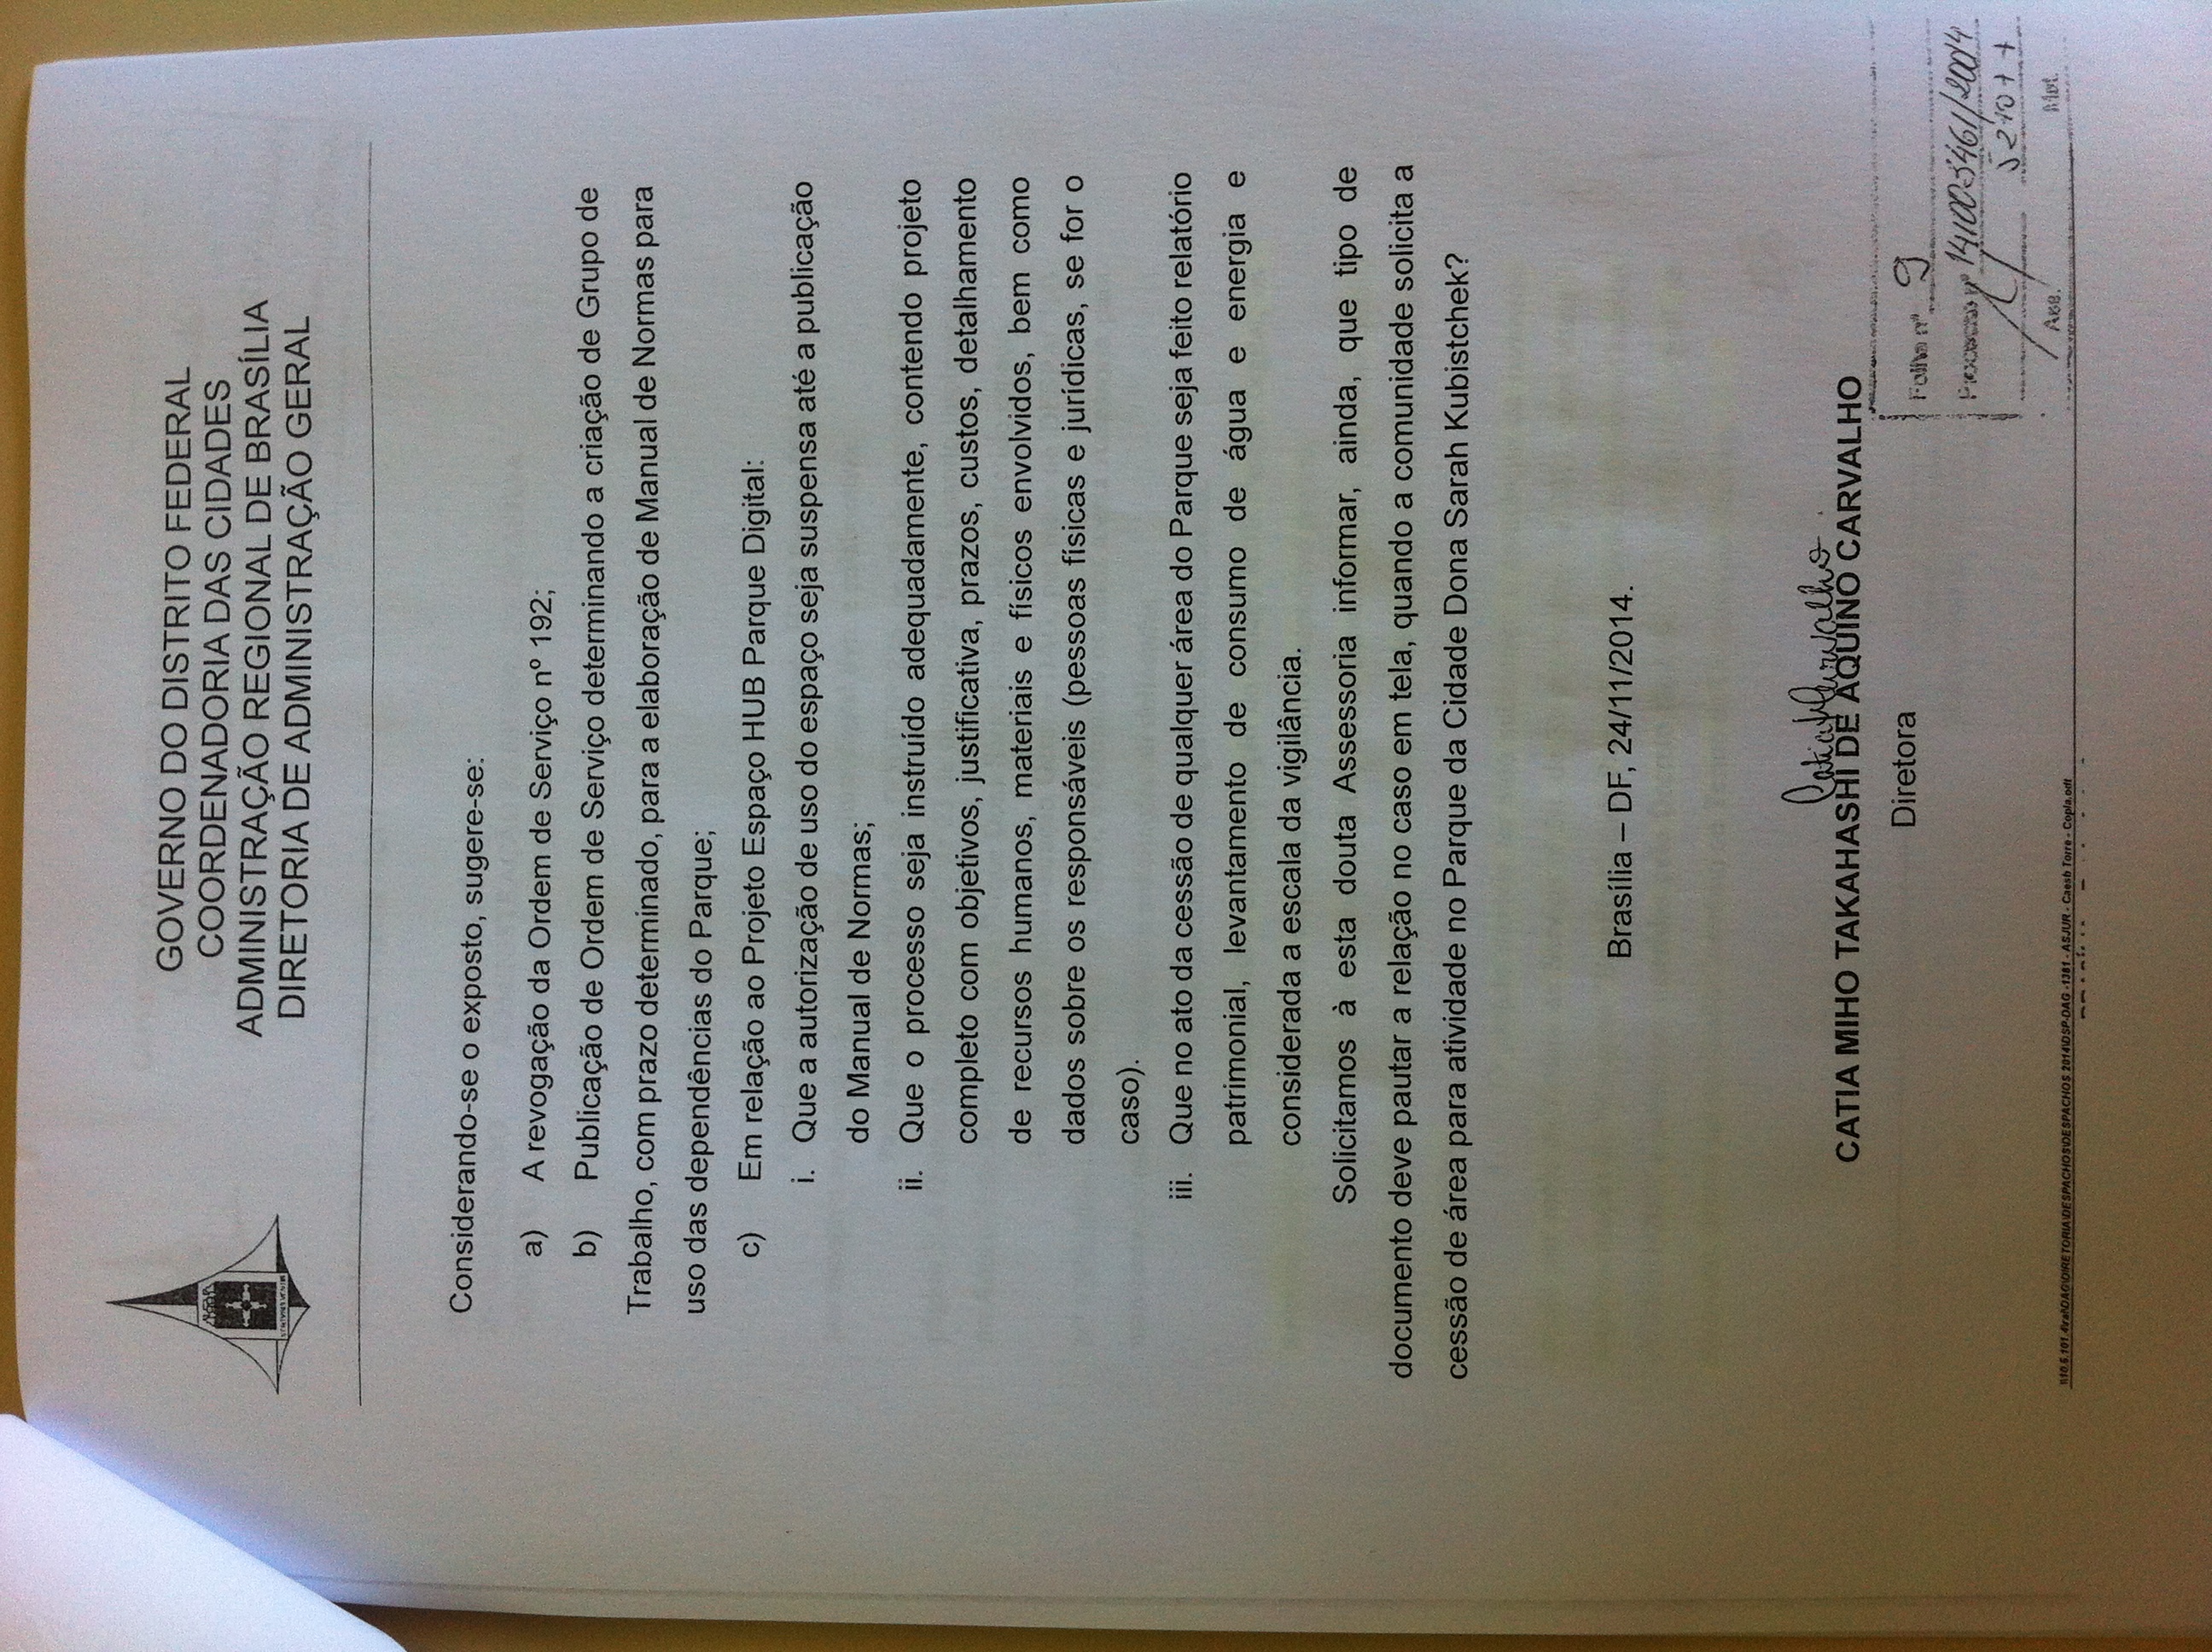 GOVERNO DO DISTRITO FEDERAL
COORDENADORIA DAS CIDADES
ADMINISTRAÇÃO REGIONAL DE BRASÍLIA
DIRETORIA DE ADMINISTRAÇÃO GERAL
Considerando-se o exposto, sugere-se:
a) A revogação da Ordem de Serviço nº 192;
b) Publicação de Ordem de Serviço determinando a criação de Grupo de
Trabalho, com prazo determinado, para a elaboração de Manual de Normas para
uso das dependências do Parque;
c) Em relação ao Projeto Espaço HUB Parque Digital:
i. Que a autorização de uso do espaço seja suspensa até a publicação
do Manual de Normas;
ii. Que o processo seja instruído adequadamente, contendo projeto
completo com objetivos, justificativa, prazos, custos, detalhamento
de recursos humanos, materiais e físicos envolvidos, bem como
dados sobre os responsáveis (pessoas físicas e jurídicas, se for o
caso).
iii. Que no ato da cessão de qualquer área do Parque seja feito relatório
patrimonial, levantamento de consumo de água e energia e
considerada a escala da vigilância.
Solicitamos à esta douta Assessoria informar, ainda, que tipo de
documento deve pautar a relação no caso em tela, quando a comunidade solicita a
cessão de área para atividade no Parque da Cidade Dona Sarah Kubistchek?
Brasília – DF, 24/11/2014.
CATIA MIHO TAKAHASHI DE AQUINO CARVALHO
Diretora
Folha nº 9
Processo nº 141003461/2004
Ass. Mat.
\DAG\DIRETORIA\DESPACHOS\DESPACHOS 2014\DSP-DAG -1381 - ASJUR - Caesb Torre - Copia.odt